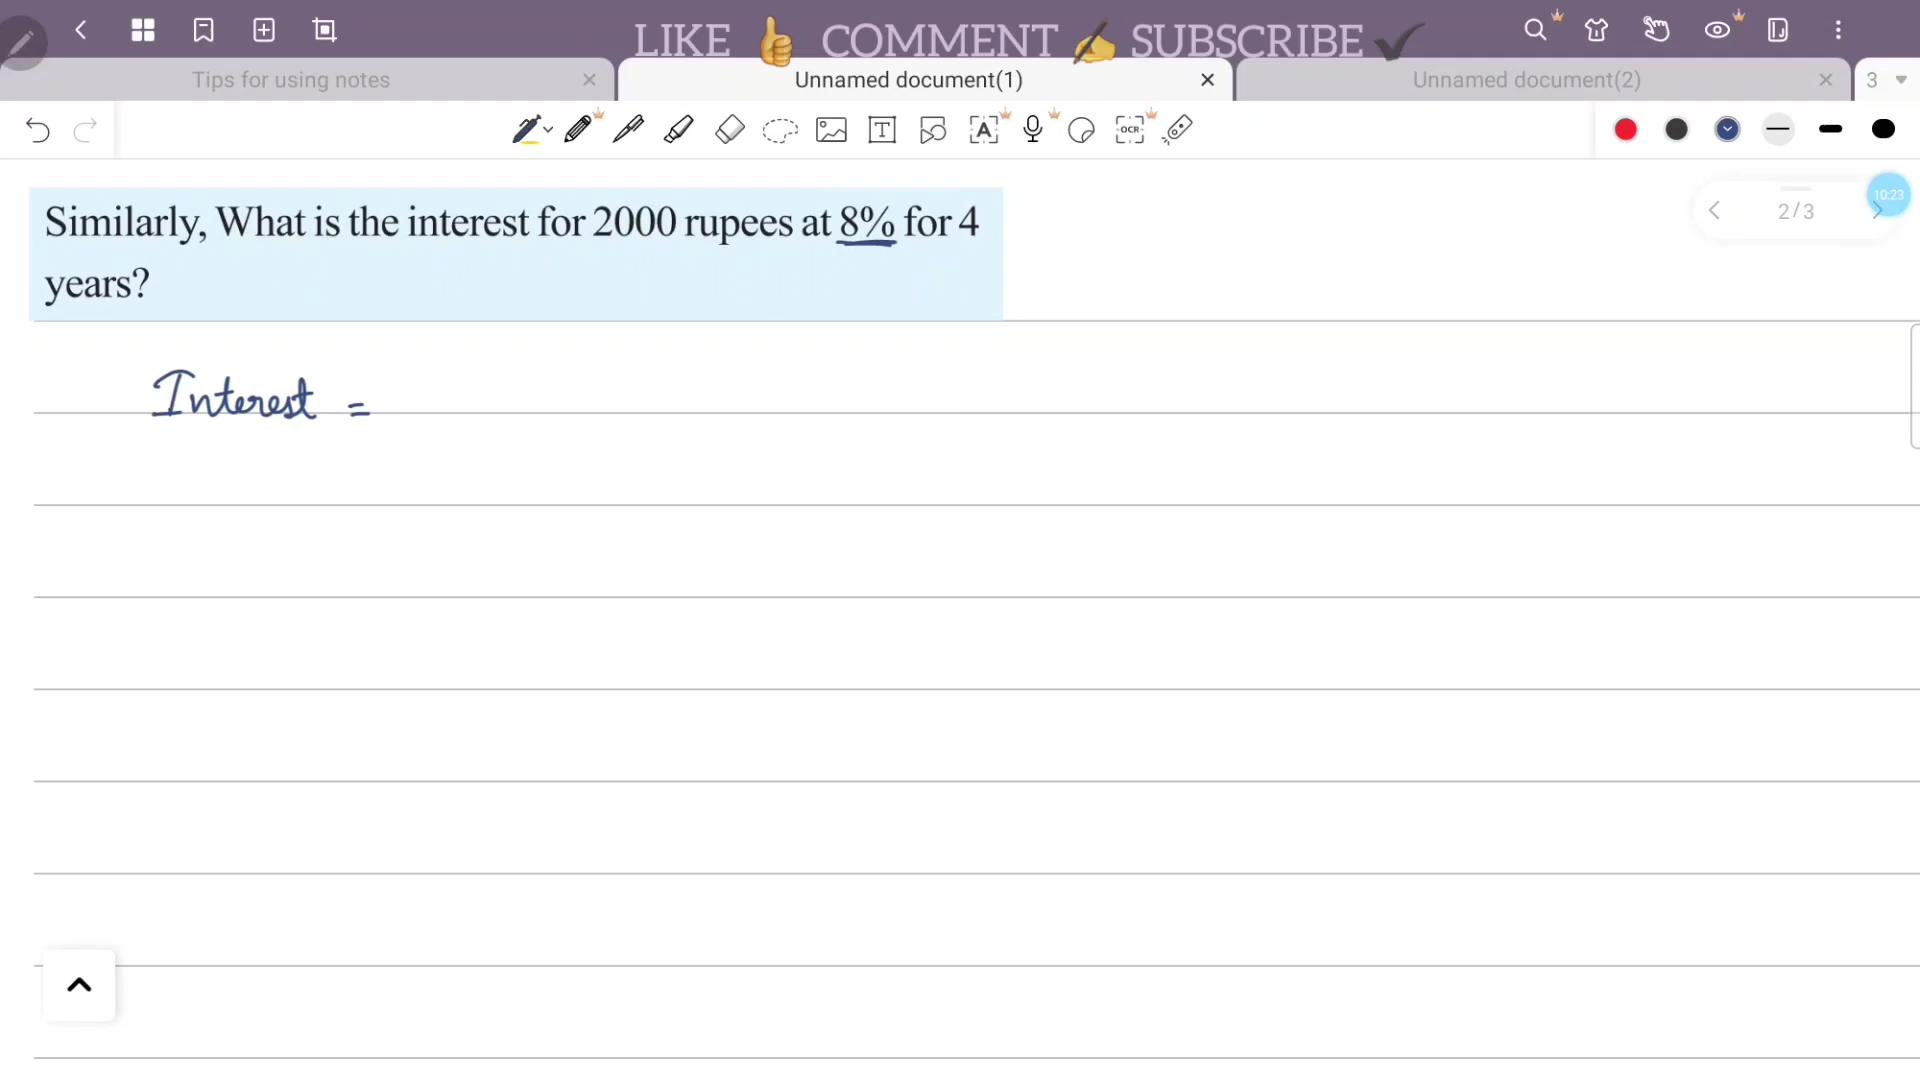 LIKE 👍 COMMENT ✍ SUBSCRIBE ✔
Tips for using notes
Unnamed document(1)
Unnamed document(2)
3
T
A
OCR
Similarly, What is the interest for 2000 rupees at 8% for 4
years?
2/3
10:23
Interest =